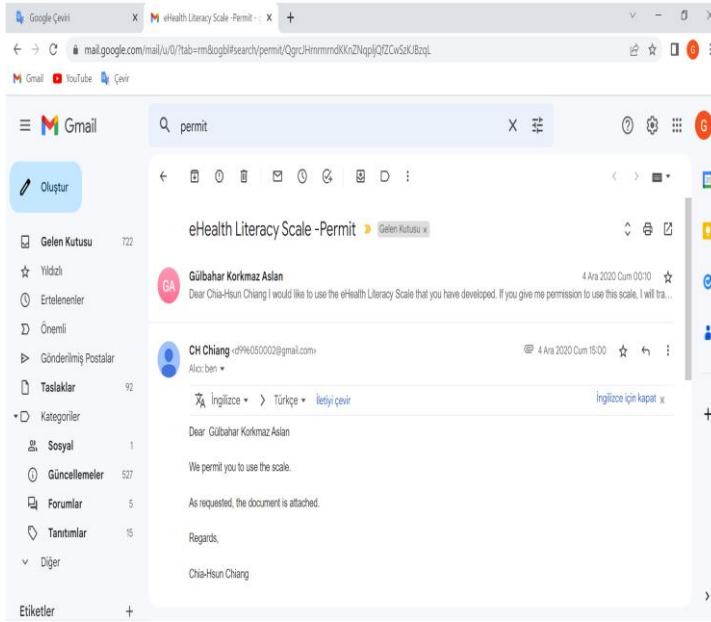 Google Çeviri
eHealth Literacy Scale -Permit -
mail.google.com/mail/u/0/?tab=rm&ogbl#search/permit/
Gmail YouTube Çevir
Gmail
permit
Oluştur
Gelen Kutusu 722
Yıldızlı
Ertelenenler
Önemli
Gönderilmiş Postalar
Taslaklar 92
Kategoriler
Sosyal 1
Güncellemeler 527
Forumlar 5
Tanıtımlar 15
Diğer
Etiketler
eHealth Literacy Scale -Permit Gelen Kutusu x
GA
Gülbahar Korkmaz Aslan 4 Ara 2020 Cum 00:10
Dear Chia-Hsun Chiang I would like to use the eHealth Literacy Scale that you have developed. If you give me permission to use this scale, I will tra...
CH Chiang <d996050002@gmail.com> 4 Ara 2020 Cum 15:00
Alıcı: ben
İngilizce Türkçe İletiyi çevir İngilizce için kapat x
Dear Gülbahar Korkmaz Aslan
We permit you to use the scale.
As requested, the document is attached.
Regards,
Chia-Hsun Chiang
G
G